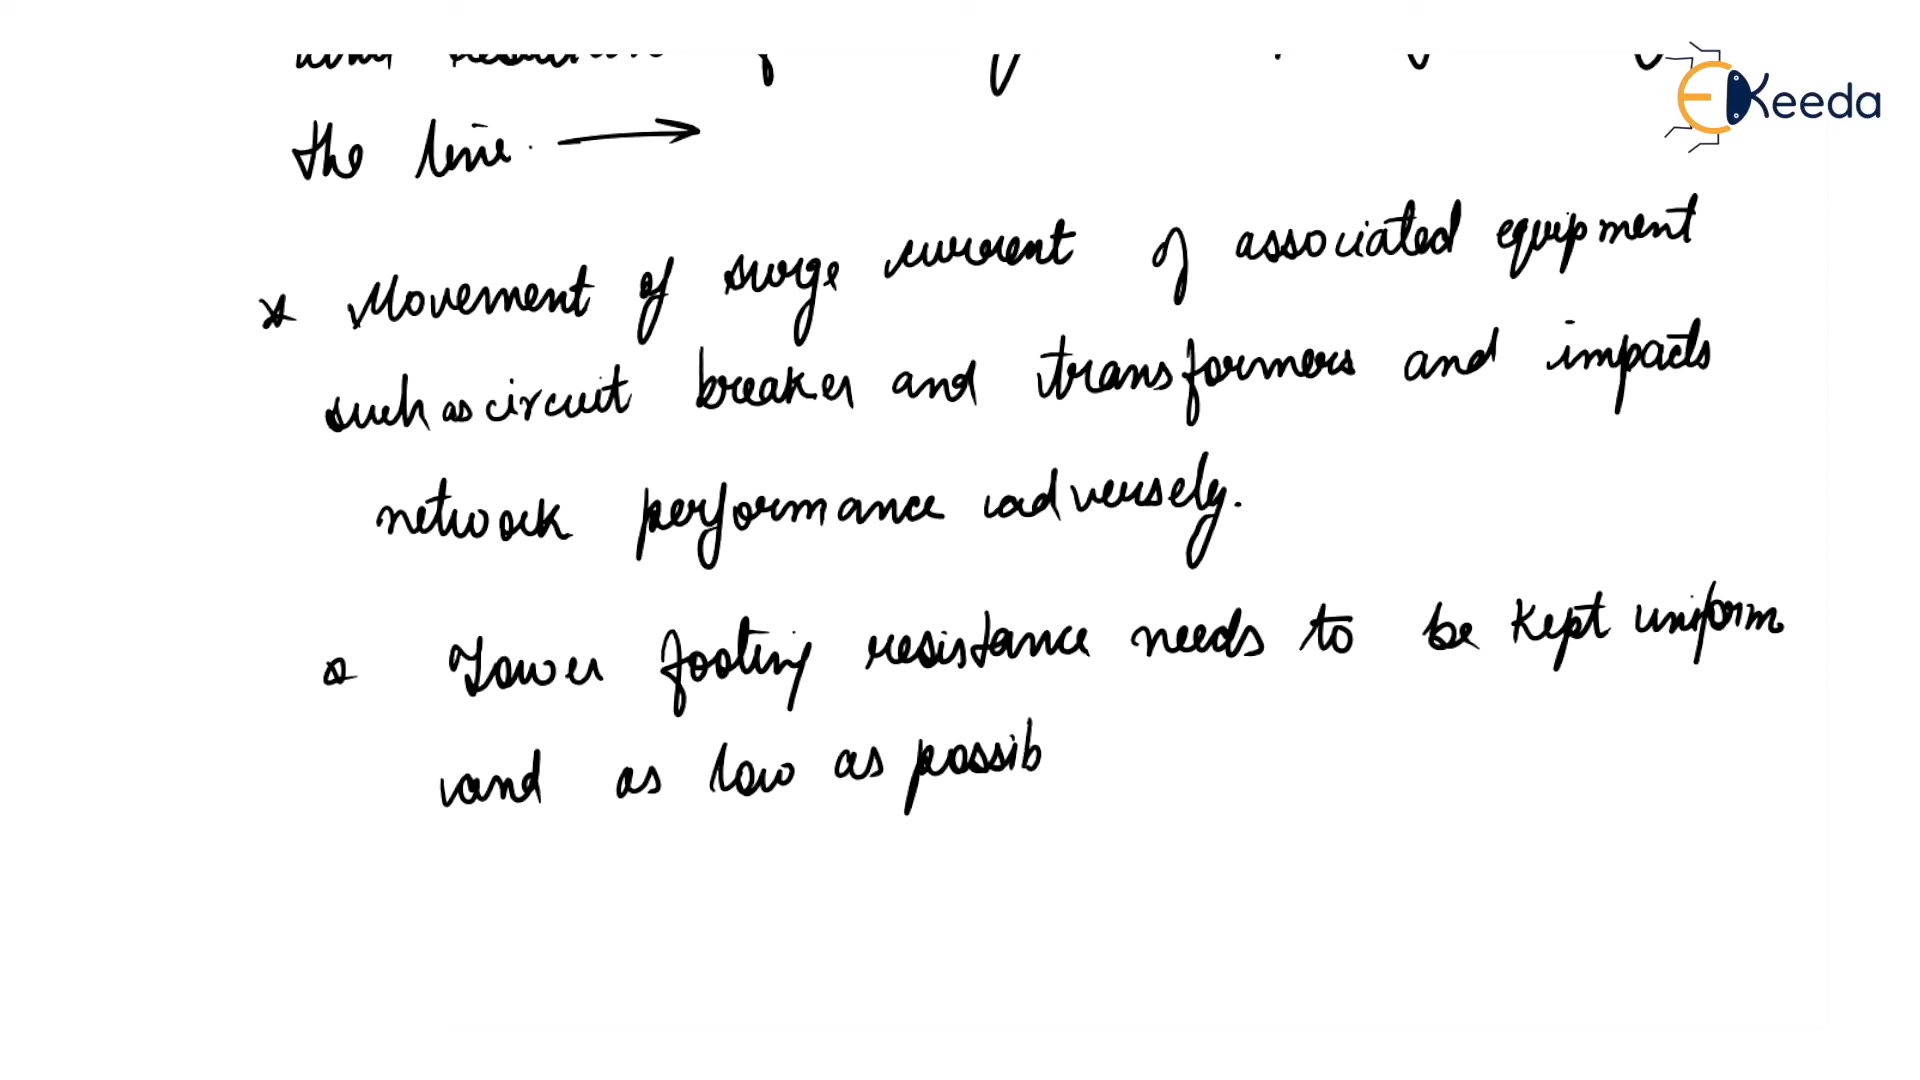 EKeeda
the line. →
* Movement of surge current of associated equipment
such as circuit breaker and transformers and impacts
network performance adversely.
* Tower footing resistance needs to be kept uniform
and as low as possib